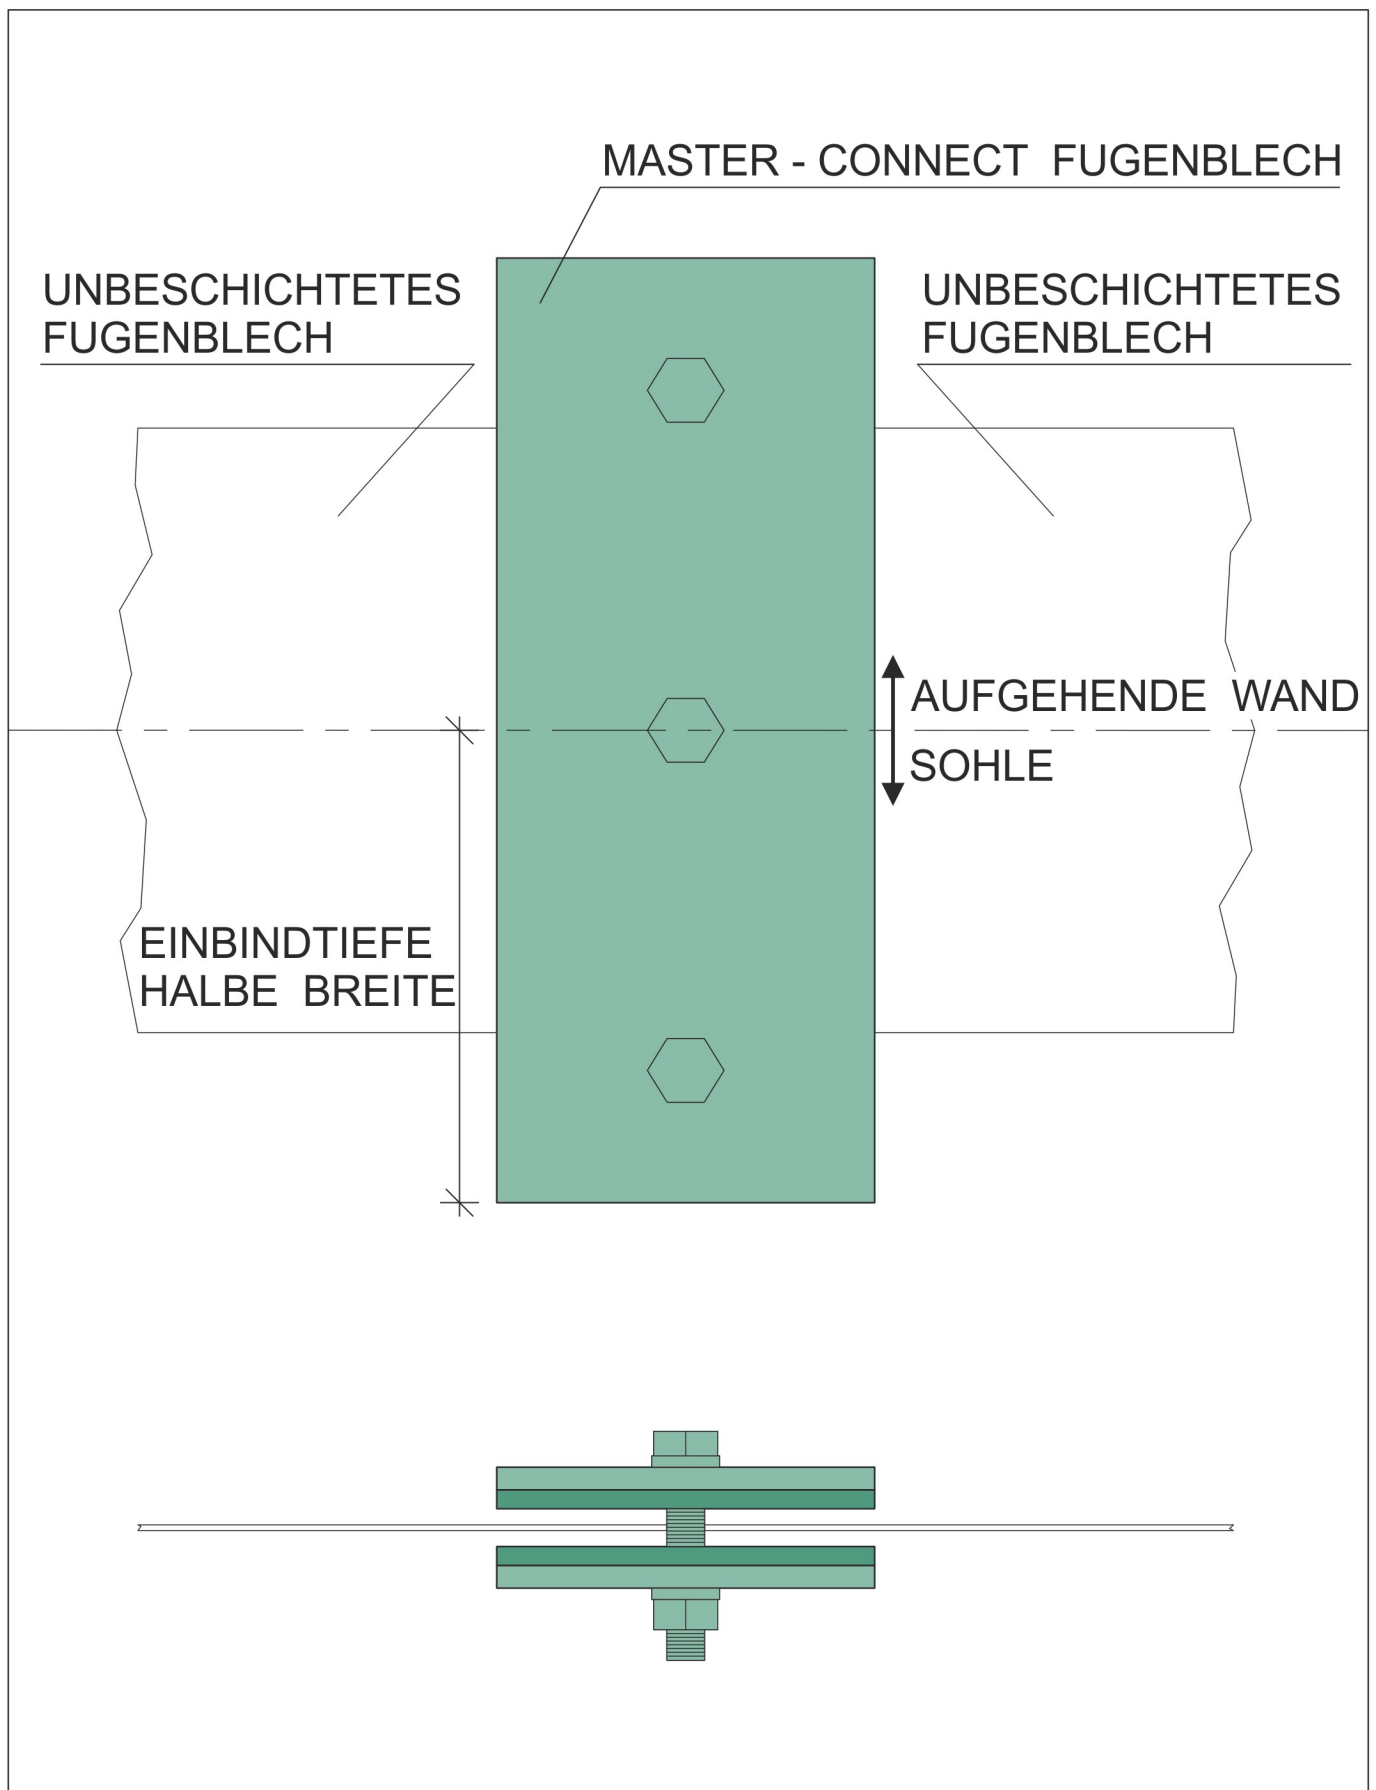 MASTER - CONNECT FUGENBLECH
UNBESCHICHTETES
FUGENBLECH
UNBESCHICHTETES
FUGENBLECH
AUFGEHENDE WAND
SOHLE
EINBINDTIEFE
HALBE BREITE